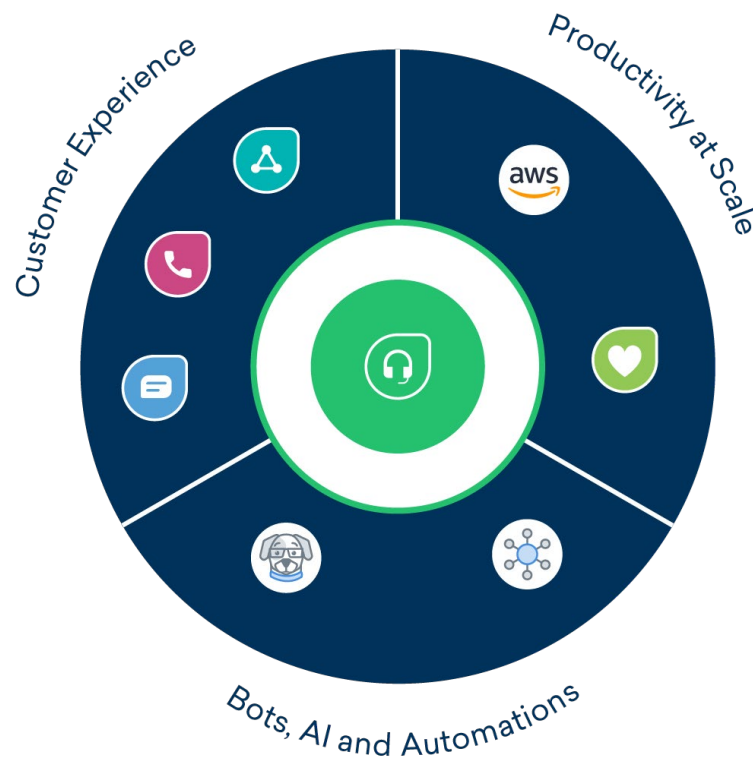 Customer Experience
Productivity at Scale
aws
Bots, AI and Automations